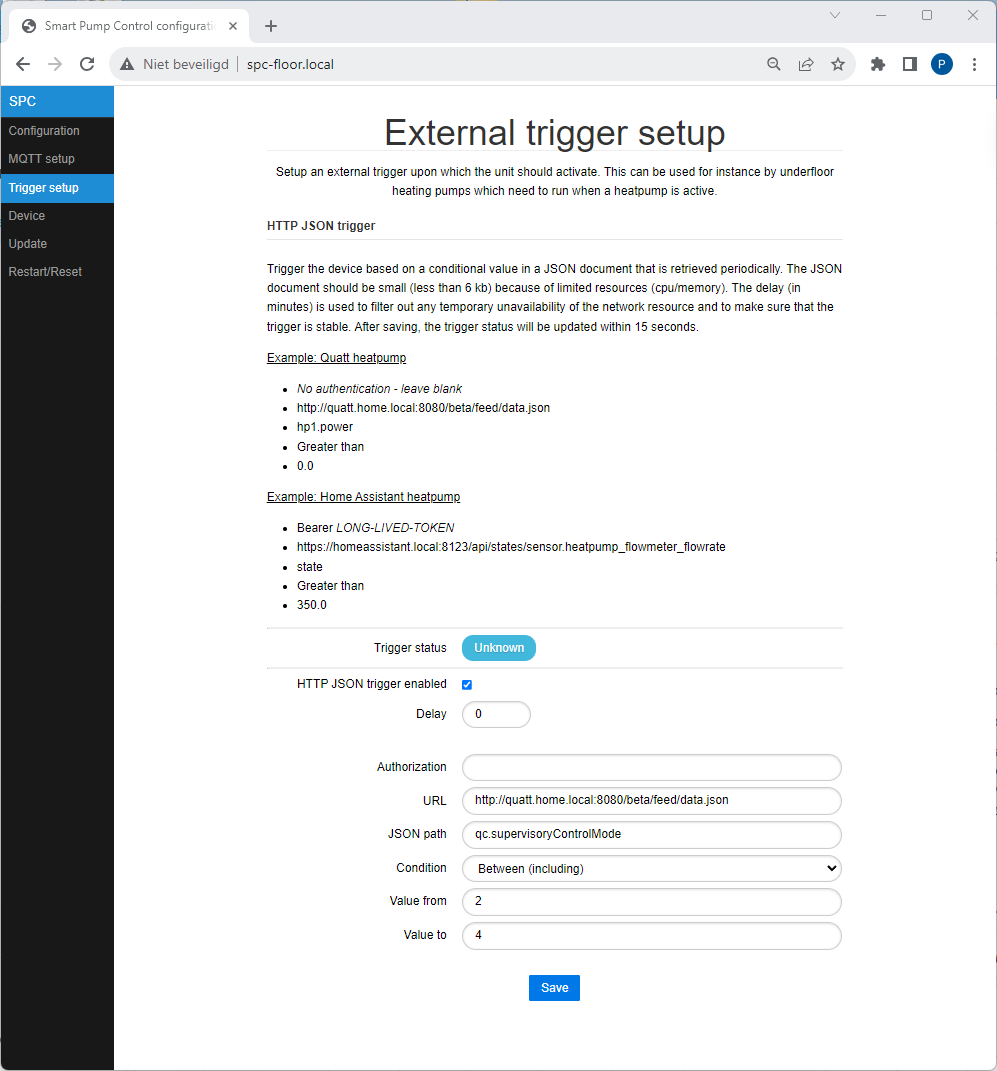 Smart Pump Control configurati
Niet beveiligd
spc-floor.local
P
SPC
Configuration
MQTT setup
Trigger setup
Device
Update
Restart/Reset
External trigger setup
Setup an external trigger upon which the unit should activate. This can be used for instance by underfloor
heating pumps which need to run when a heatpump is active.
HTTP JSON trigger
Trigger the device based on a conditional value in a JSON document that is retrieved periodically. The JSON
document should be small (less than 6 kb) because of limited resources (cpu/memory). The delay (in
minutes) is used to filter out any temporary unavailability of the network resource and to make sure that the
trigger is stable. After saving, the trigger status will be updated within 15 seconds.
Example: Quatt heatpump
• No authentication - leave blank
• http://quatt.home.local:8080/beta/feed/data.json
• hp1.power
• Greater than
• 0.0
Example: Home Assistant heatpump
• Bearer LONG-LIVED-TOKEN
• https://homeassistant.local:8123/api/states/sensor.heatpump_flowmeter_flowrate
• state
• Greater than
• 350.0
Trigger status Unknown
HTTP JSON trigger enabled
Delay 0
Authorization
URL http://quatt.home.local:8080/beta/feed/data.json
JSON path qc.supervisoryControlMode
Condition Between (including)
Value from 2
Value to 4
Save